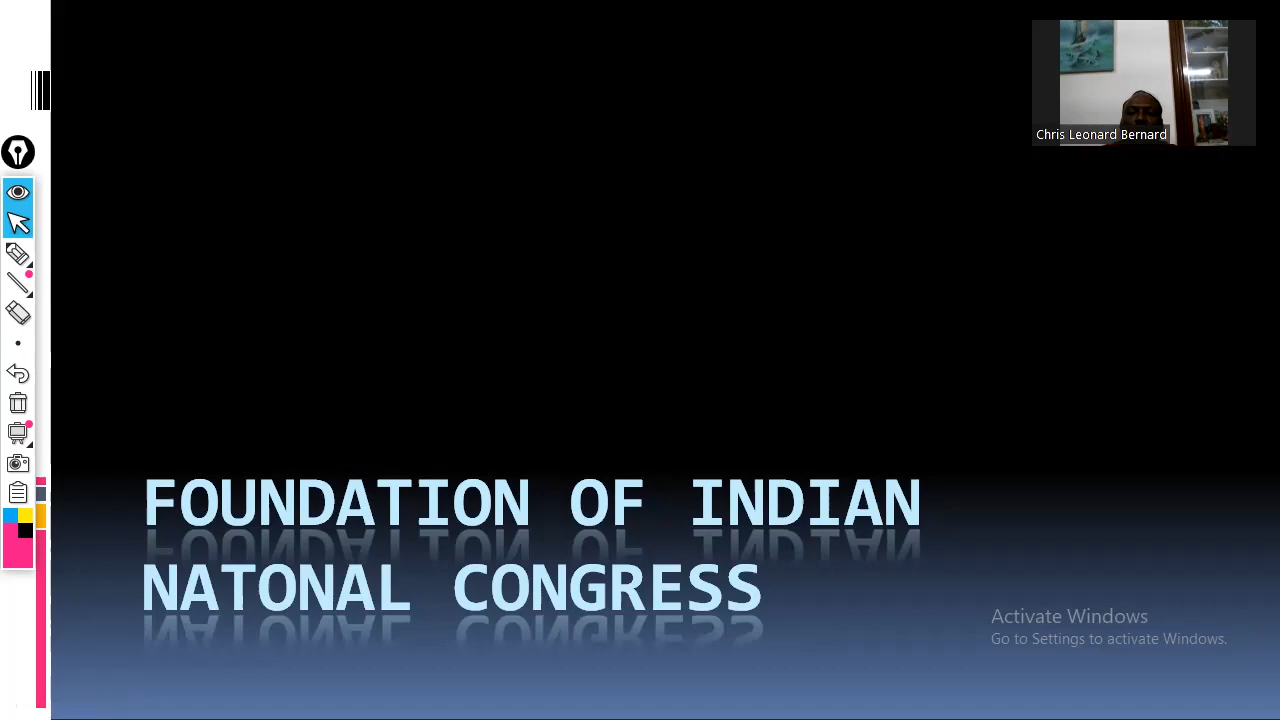 Chris Leonard Bernard
FOUNDATION OF INDIAN
NATONAL CONGRESS
Activate Windows
Go to Settings to activate Windows.